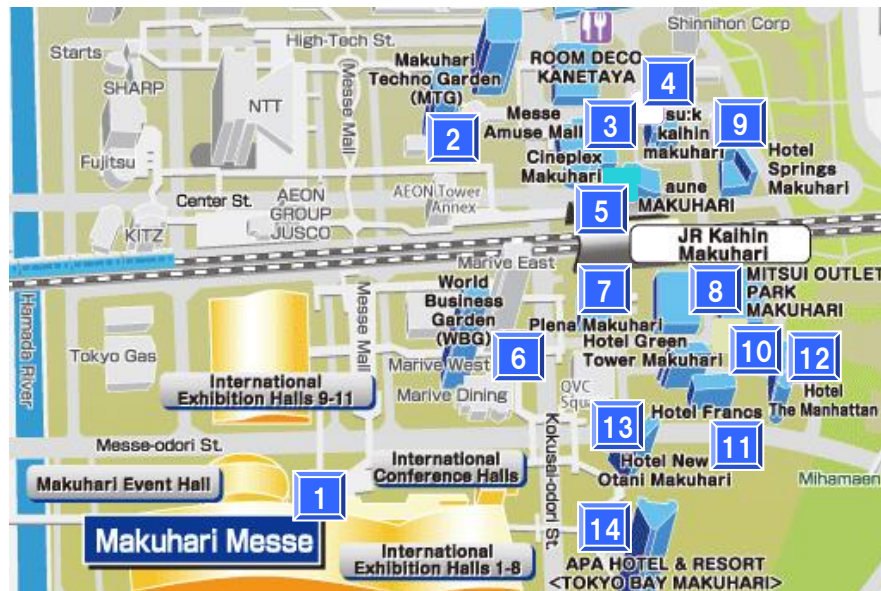 High-Tech St.
Shinnihon Corp
Starts
Makuhari
Techno Garden
(MTG)
ROOM DECO
KANETAYA
4
SHARP
NTT
Messe Mall
2
Messe
Amuse Mall
3
su:k
kaihin
makuhari
9
Fujitsu
Cineplex
Makuhari
Hotel
Springs
Makuhari
Center St.
AEON
GROUP
JUSCO
AEON Tower
Annex
5
aune
MAKUHARI
KITZ
JR Kaihin
Makuhari
Marive East
World
Business
Garden
(WBG)
7
8
MITSUI OUTLET
PARK
MAKUHARI
Hamada River
Messe Mall
Plena Makuhari
Hotel Green
Tower Makuhari
10
12
Tokyo Gas
6
Marive West
Marive Dining
International
Exhibition Halls 9-11
QVC
Squ
Hotel
The Manhattan
Hotel Francs
Messe-odori St.
Kokusai-odori St.
13
11
Makuhari Event Hall
International
Conference Halls
Hotel New
Otani Makuhari
Mihamaen
1
14
Makuhari Messe
International
Exhibition Halls 1-8
APA HOTEL & RESORT
<TOKYO BAY MAKUHARI>